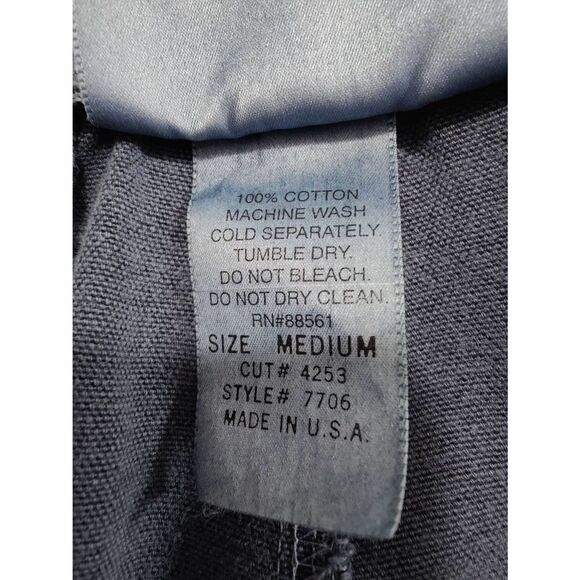 100% COTTON
MACHINE WASH
COLD SEPARATELY.
TUMBLE DRY.
DO NOT BLEACH.
DO NOT DRY CLEAN.
RN#88561
SIZE MEDIUM
CUT# 4253
STYLE# 7706
MADE IN U.S.A.